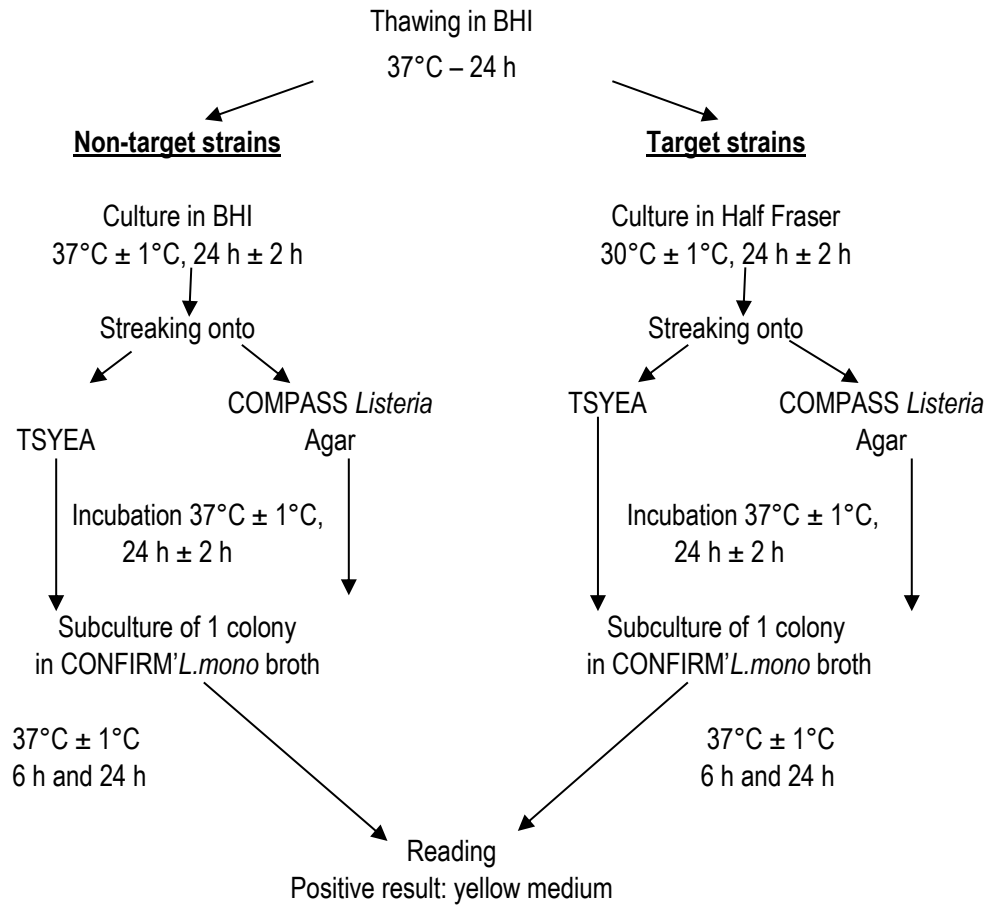 Thawing in BHI
37°C – 24 h
Non-target strains
Culture in BHI
37°C ± 1°C, 24 h ± 2 h
Streaking onto
TSYEA
COMPASS Listeria
Agar
Incubation 37°C ± 1°C,
24 h ± 2 h
Subculture of 1 colony
in CONFIRM’L.mono broth
37°C ± 1°C
6 h and 24 h
Target strains
Culture in Half Fraser
30°C ± 1°C, 24 h ± 2 h
Streaking onto
TSYEA
COMPASS Listeria
Agar
Incubation 37°C ± 1°C,
24 h ± 2 h
Subculture of 1 colony
in CONFIRM’L.mono broth
37°C ± 1°C
6 h and 24 h
Reading
Positive result: yellow medium